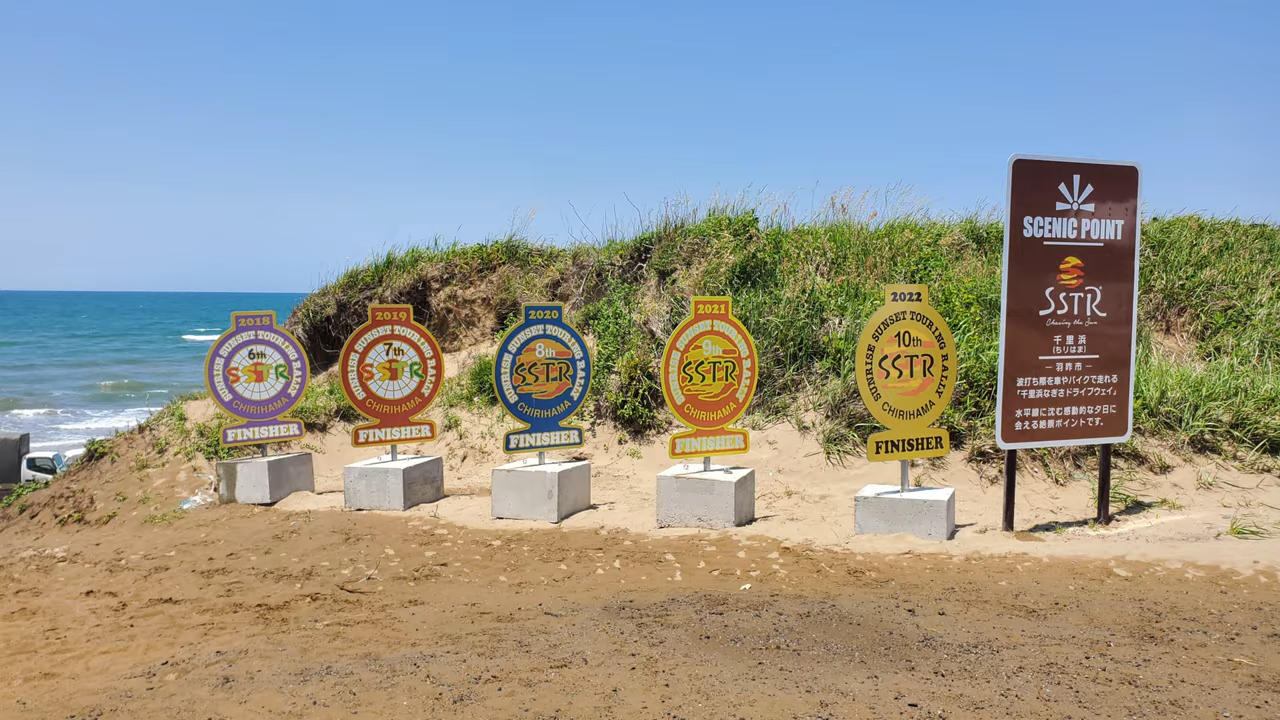 2018
SUNRISE SUNSET TOURING RALLY
6th
SSTR
CHIRIHAMA
FINISHER
2019
SUNRISE SUNSET TOURING RALLY
7th
SSTR
CHIRIHAMA
FINISHER
2020
SUNRISE SUNSET TOURING RALLY
8th
SSTR
CHIRIHAMA
FINISHER
2021
SUNRISE SUNSET TOURING RALLY
9th
SSTR
CHIRIHAMA
FINISHER
2022
SUNRISE SUNSET TOURING RALLY
10th
SSTR
CHIRIHAMA
FINISHER
SCENIC POINT
SSTR
Chasing the Sun
千里浜
(ちりはま)
ー羽咋市ー
波打ち際を車やバイクで走れる
「千里浜なぎさドライブウェイ」
水平線に沈む感動的な夕日に
会える絶景ポイントです。